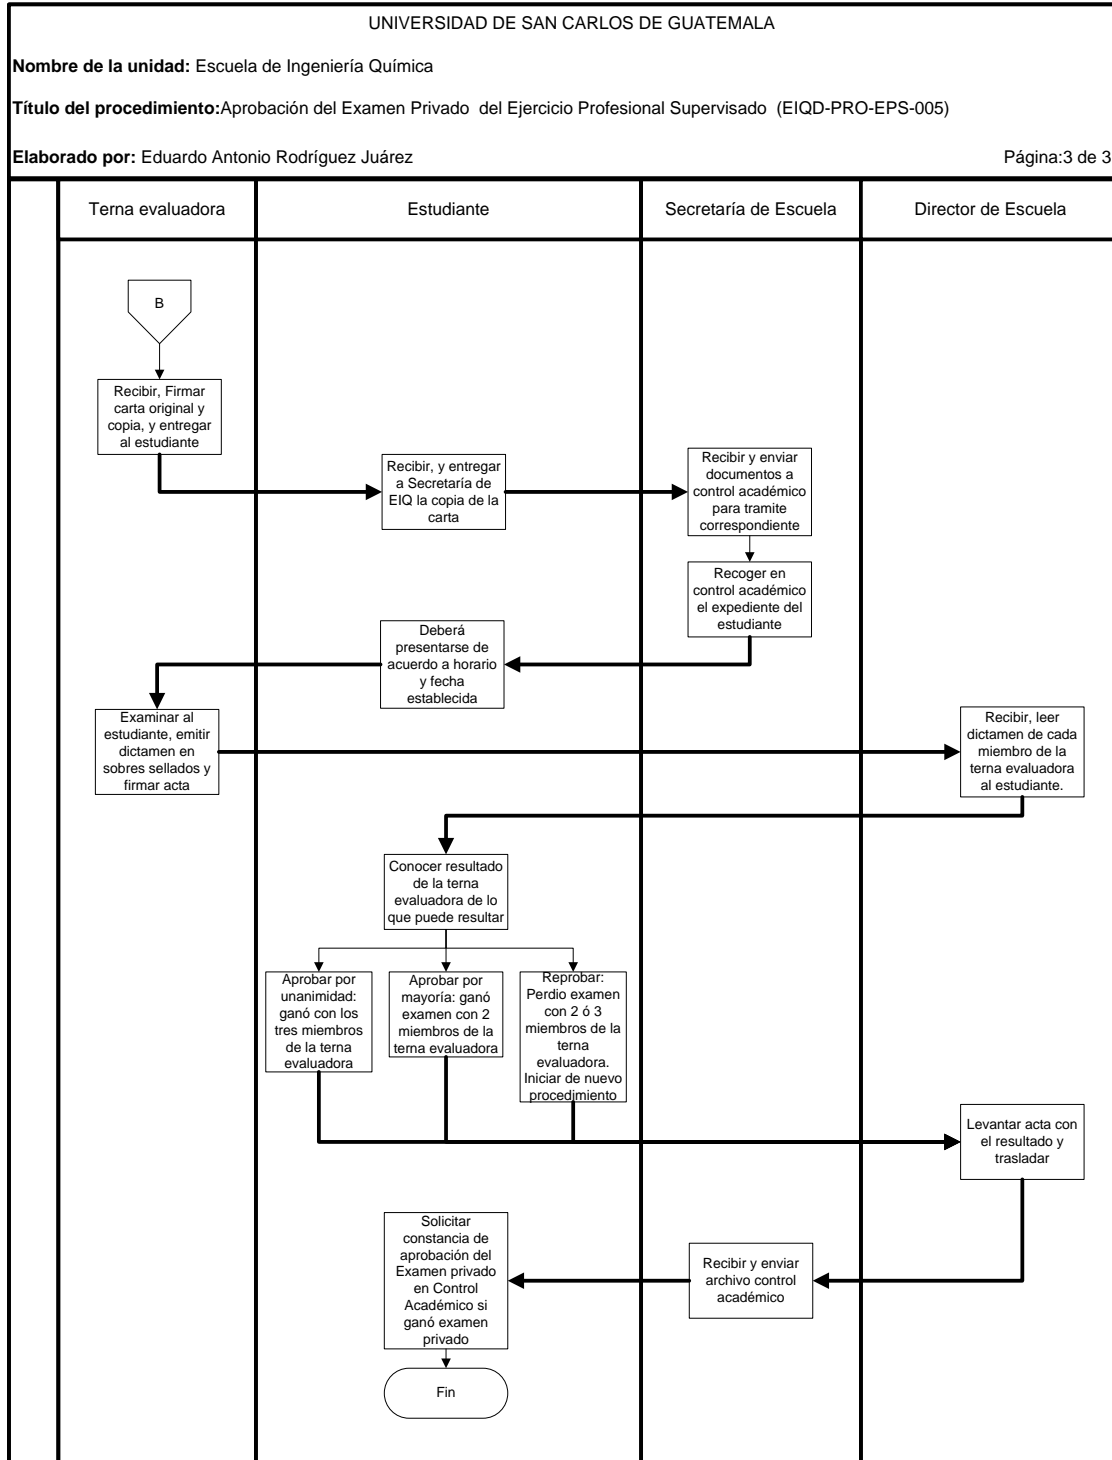 UNIVERSIDAD DE SAN CARLOS DE GUATEMALA
Nombre de la unidad: Escuela de Ingeniería Química
Título del procedimiento:Aprobación del Examen Privado  del Ejercicio Profesional Supervisado  (EIQD-PRO-EPS-005)
Elaborado por: Eduardo Antonio Rodríguez Juárez
Página:3 de 3
Terna evaluadora
Estudiante
Secretaría de Escuela
Director de Escuela
B
Recibir, Firmar
carta original y
copia, y entregar
al estudiante
Recibir, y entregar
a Secretaría de
EIQ la copia de la
carta
Recibir y enviar
documentos a
control académico
para tramite
correspondiente
Recoger en
control académico
el expediente del
estudiante
Deberá
presentarse de
acuerdo a horario
y fecha
establecida
Examinar al
estudiante, emitir
dictamen en
sobres sellados y
firmar acta
Recibir, leer
dictamen de cada
miembro de la
terna evaluadora
al estudiante.
Conocer resultado
de la terna
evaluadora de lo
que puede resultar
Aprobar por
unanimidad:
ganó con los
tres miembros
de la terna
evaluadora
Aprobar por
mayoría: ganó
examen con 2
miembros de la
terna evaluadora
Reprobar:
Perdio examen
con 2 ó 3
miembros de la
terna
evaluadora.
Iniciar de nuevo
procedimiento
Levantar acta con
el resultado y
trasladar
Recibir y enviar
archivo control
académico
Solicitar
constancia de
aprobación del
Examen privado
en Control
Académico si
ganó examen
privado
Fin